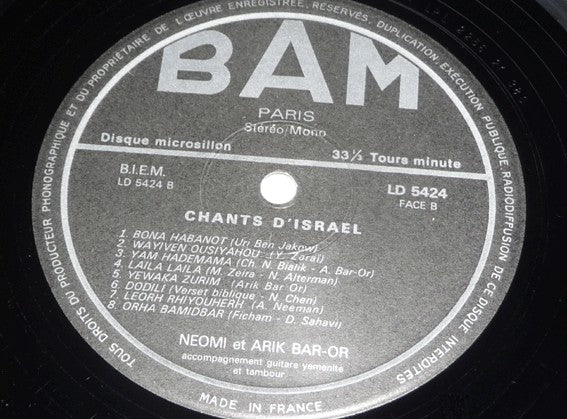 TOUS DROITS DU PRODUCTEUR PHONOGRAPHIQUE ET DU PROPRIÉTAIRE DE L'ŒUVRE ENREGISTRÉE, RÉSERVÉS, DUPLICATION, EXÉCUTION PUBLIQUE, RADIODIFFUSION DE CE DISQUE INTERDITES
BAM
PARIS
Stéréo/Mono
Disque microsillon 33⅓ Tours minute
B.I.E.M.
LD 5424 B
LD 5424
FACE B
CHANTS D'ISRAEL
1. BONA HABANOT (Uri Ben Jakow)
2. WAYIVEN OUSIYAHOU (Y. Zoraï)
3. YAM HADEMAMA (Ch. N Bialik - A. Bar-Or)
4. LAILA LAILA (M. Zeira - N. Alterman)
5. YEWAKA ZURIM (Arik Bar Or)
6. DODILI (Verset biblique - N. Chen)
7. LEORH RHIYOUHERH (A. Neeman)
8. ORHA BAMIDBAR (Ficham - D. Sahavi)
NEOMI et ARIK BAR-OR
accompagnement guitare yemenite
et tambour
MADE IN FRANCE